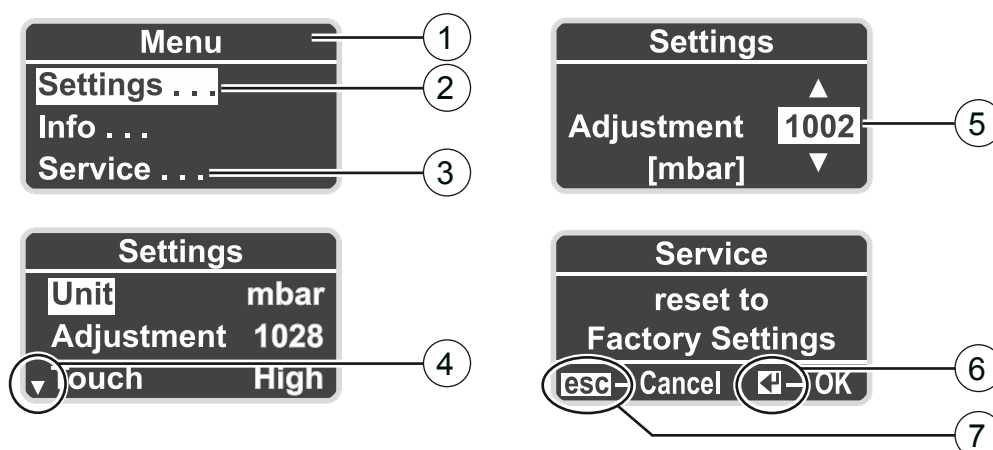 Menu
1
Settings . . .
2
Info . . .
Service . . .
3
Settings
Adjustment 1002
[mbar]
5
Settings
Unit mbar
Adjustment 1028
Touch High
4
Service
reset to
Factory Settings
esc – Cancel – OK
6
7